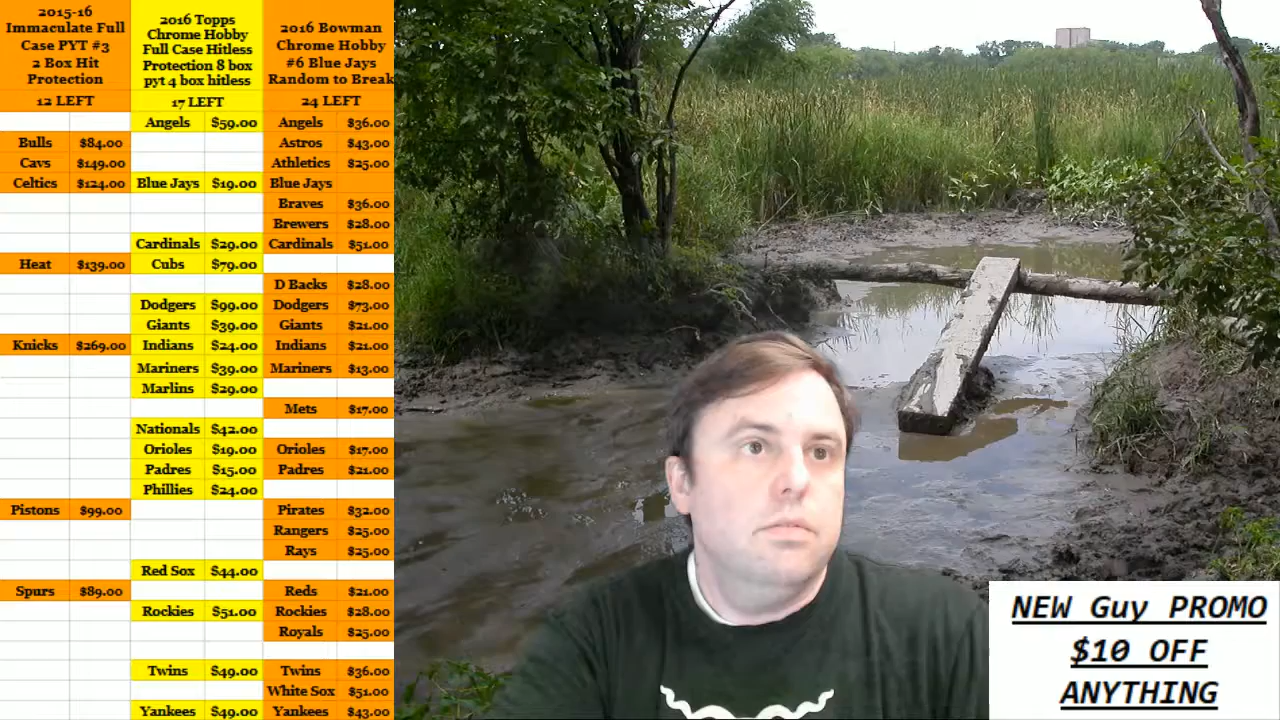 2015-16
Immaculate Full
Case PYT #3
2 Box Hit
Protection
12 LEFT
Bulls $84.00
Cavs $149.00
Celtics $124.00
Heat $139.00
Knicks $269.00
Pistons $99.00
Spurs $89.00
2016 Topps
Chrome Hobby
Full Case Hitless
Protection 8 box
pyt 4 box hitless
17 LEFT
Angels $59.00
Blue Jays $19.00
Cardinals $29.00
Cubs $79.00
Dodgers $99.00
Giants $39.00
Indians $24.00
Mariners $39.00
Marlins $29.00
Nationals $42.00
Orioles $19.00
Padres $15.00
Phillies $24.00
Red Sox $44.00
Rockies $51.00
Twins $49.00
Yankees $49.00
2016 Bowman
Chrome Hobby
#6 Blue Jays
Random to Break
24 LEFT
Angels $36.00
Astros $43.00
Athletics $25.00
Blue Jays
Braves $36.00
Brewers $28.00
Cardinals $51.00
D Backs $28.00
Dodgers $73.00
Giants $21.00
Indians $21.00
Mariners $13.00
Mets $17.00
Orioles $17.00
Padres $21.00
Pirates $32.00
Rangers $25.00
Rays $25.00
Reds $21.00
Rockies $28.00
Royals $25.00
Twins $36.00
White Sox $51.00
Yankees $43.00
NEW Guy PROMO
$10 OFF
ANYTHING